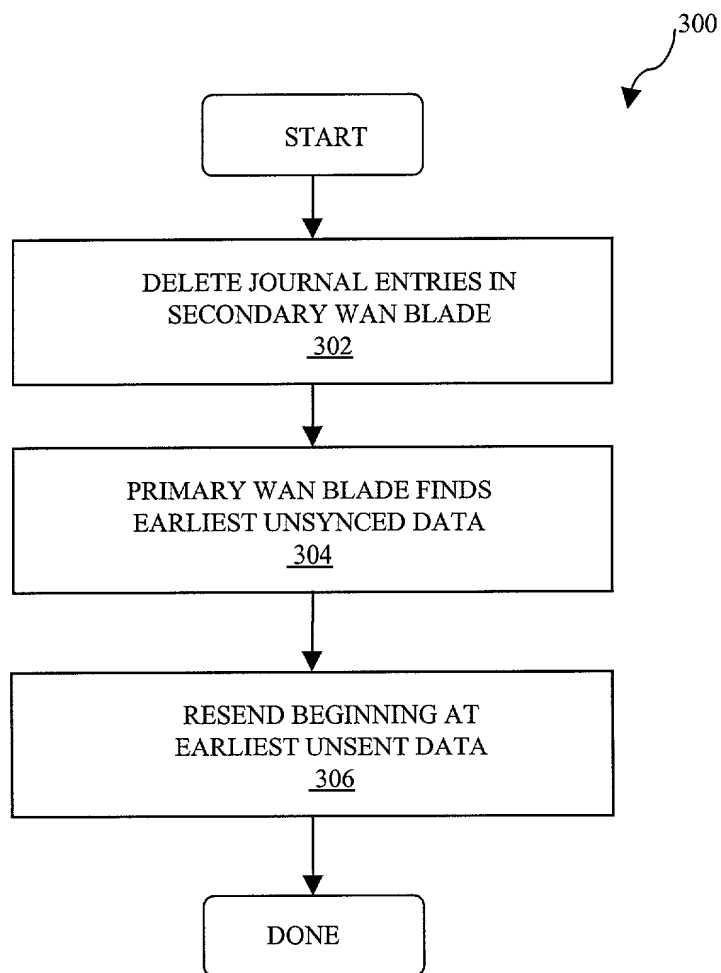 300
START
DELETE JOURNAL ENTRIES IN
SECONDARY WAN BLADE
302
PRIMARY WAN BLADE FINDS
EARLIEST UNSYNCED DATA
304
RESEND BEGINNING AT
EARLIEST UNSENT DATA
306
DONE